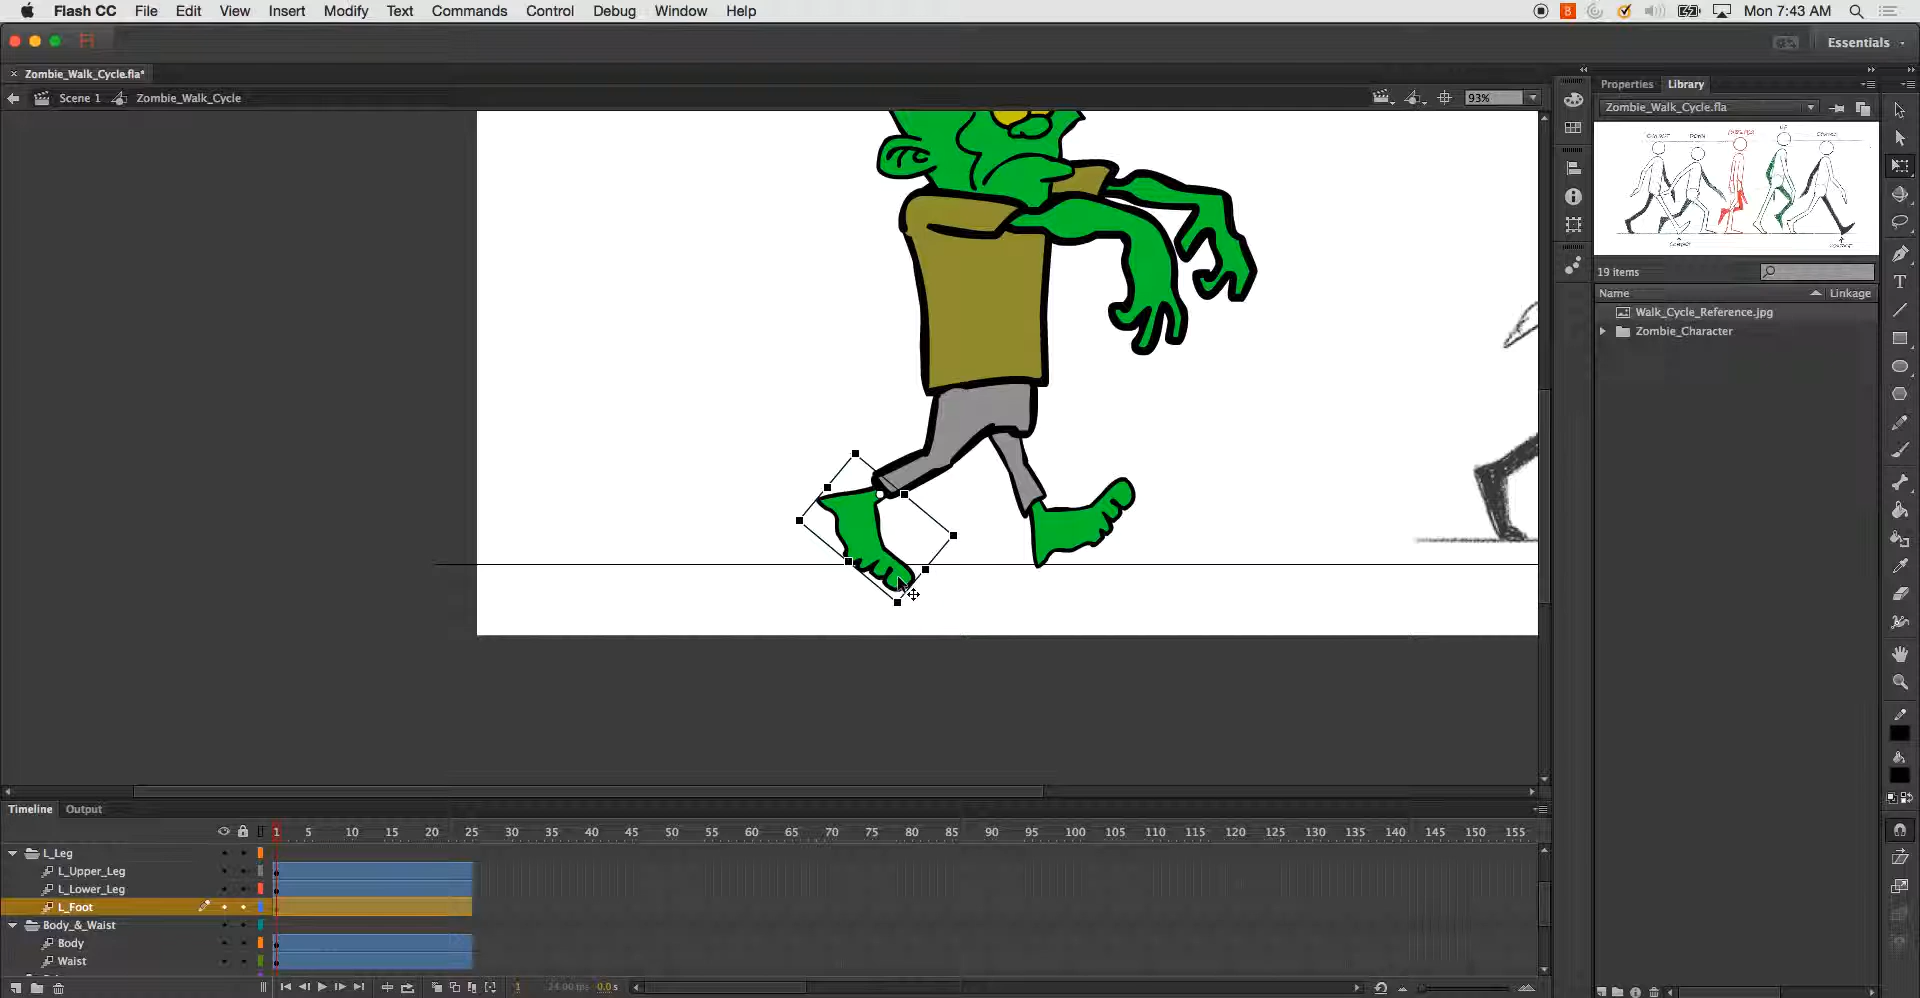 Flash CC File Edit View Insert Modify Text Commands Control Debug Window Help
8
Mon 7:43 AM
Essentials
Zombie_Walk_Cycle.fla*
Properties Library
Scene 1 Zombie_Walk_Cycle
93%
Zombie_Walk_Cycle.fla
19 items
Name Linkage
Walk_Cycle_Reference.jpg
Zombie_Character
Timeline Output
1 5 10 15 20 25 30 35 40 45 50 55 60 65 70 75 80 85 90 95 100 105 110 115 120 125 130 135 140 145 150 155
L_Leg
L_Upper_Leg
L_Lower_Leg
L_Foot
Body_&_Waist
Body
Waist
1 24.00 fps 0.0 s